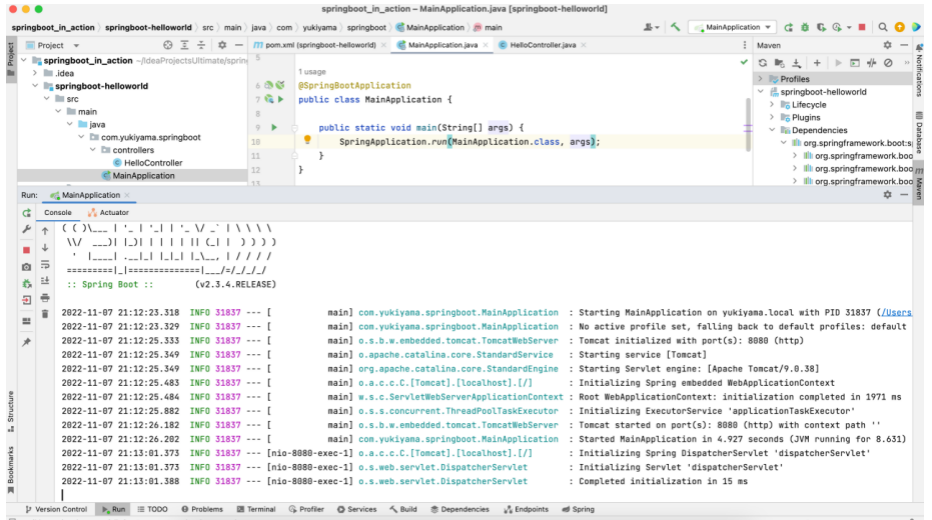 springboot_in_action – MainApplication.java [springboot-helloworld]
springboot_in_action springboot-helloworld src main java com yukiyama springboot MainApplication main MainApplication
Project
pom.xml (springboot-helloworld) MainApplication.java HelloController.java
Maven
Project
Notifications
Database
Maven
Structure
Bookmarks
springboot_in_action ~/IdeaProjectsUltimate/spring
.idea
springboot-helloworld
src
main
java
com.yukiyama.springboot
controllers
HelloController
MainApplication
5
1 usage
6 @SpringBootApplication
7 public class MainApplication {
8
9 public static void main(String[] args) {
10 SpringApplication.run(MainApplication.class, args);
11 }
12 }
13
Profiles
springboot-helloworld
Lifecycle
Plugins
Dependencies
org.springframework.boot:s
org.springframework.boo
org.springframework.boo
org.springframework.boo
Run: MainApplication
Console Actuator
( ( )\___ | '_ | '_| | '_ \/ _` | \ \ \ \
\\/ ___)| |_)| | | | | || (_| | ) ) ) )
' |____| .__|_| |_|_| |_\__, | / / / /
=========|_|==============|___/=/_/_/_/
:: Spring Boot :: (v2.3.4.RELEASE)
2022-11-07 21:12:23.318 INFO 31837 --- [ main] com.yukiyama.springboot.MainApplication : Starting MainApplication on yukiyama.local with PID 31837 (/Users
2022-11-07 21:12:23.329 INFO 31837 --- [ main] com.yukiyama.springboot.MainApplication : No active profile set, falling back to default profiles: default
2022-11-07 21:12:25.333 INFO 31837 --- [ main] o.s.b.w.embedded.tomcat.TomcatWebServer : Tomcat initialized with port(s): 8080 (http)
2022-11-07 21:12:25.349 INFO 31837 --- [ main] o.apache.catalina.core.StandardService : Starting service [Tomcat]
2022-11-07 21:12:25.349 INFO 31837 --- [ main] org.apache.catalina.core.StandardEngine : Starting Servlet engine: [Apache Tomcat/9.0.38]
2022-11-07 21:12:25.483 INFO 31837 --- [ main] o.a.c.c.C.[Tomcat].[localhost].[/] : Initializing Spring embedded WebApplicationContext
2022-11-07 21:12:25.484 INFO 31837 --- [ main] w.s.c.ServletWebServerApplicationContext : Root WebApplicationContext: initialization completed in 1971 ms
2022-11-07 21:12:25.882 INFO 31837 --- [ main] o.s.s.concurrent.ThreadPoolTaskExecutor : Initializing ExecutorService 'applicationTaskExecutor'
2022-11-07 21:12:26.182 INFO 31837 --- [ main] o.s.b.w.embedded.tomcat.TomcatWebServer : Tomcat started on port(s): 8080 (http) with context path ''
2022-11-07 21:12:26.202 INFO 31837 --- [ main] com.yukiyama.springboot.MainApplication : Started MainApplication in 4.927 seconds (JVM running for 8.631)
2022-11-07 21:13:01.373 INFO 31837 --- [nio-8080-exec-1] o.a.c.c.C.[Tomcat].[localhost].[/] : Initializing Spring DispatcherServlet 'dispatcherServlet'
2022-11-07 21:13:01.373 INFO 31837 --- [nio-8080-exec-1] o.s.web.servlet.DispatcherServlet : Initializing Servlet 'dispatcherServlet'
2022-11-07 21:13:01.388 INFO 31837 --- [nio-8080-exec-1] o.s.web.servlet.DispatcherServlet : Completed initialization in 15 ms
Version Control Run TODO Problems Terminal Profiler Services Build Dependencies Endpoints Spring